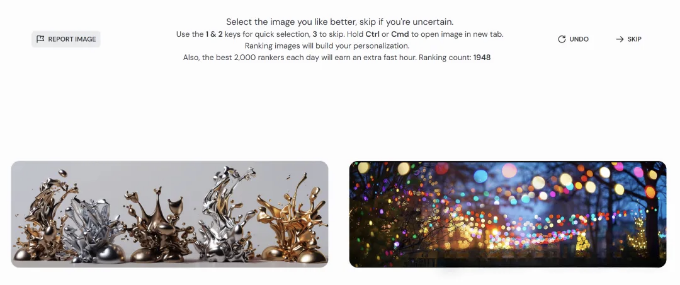 Select the image you like better, skip if you're uncertain.
Use the 1 & 2 keys for quick selection, 3 to skip. Hold Ctrl or Cmd to open image in new tab.
REPORT IMAGE
UNDO
SKIP
Ranking images will build your personalization.
Also, the best 2,000 rankers each day will earn an extra fast hour. Ranking count: 1948